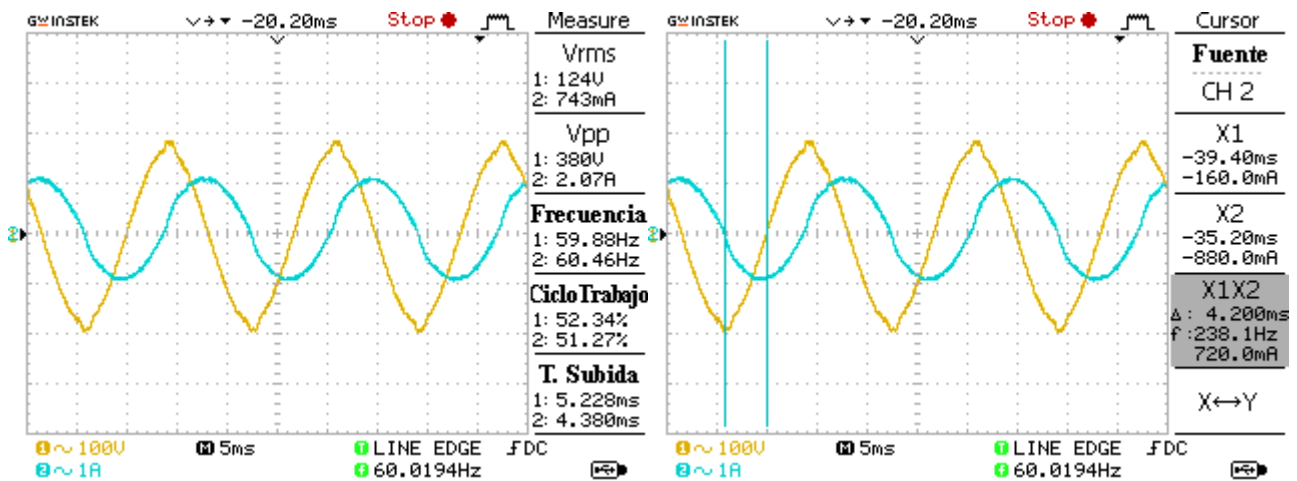 GW INSTEK -20.20ms Stop Measure
Vrms
1: 124V
2: 743mA
Vpp
1: 380V
2: 2.07A
Frecuencia
1: 59.88Hz
2: 60.46Hz
Ciclo Trabajo
1: 52.34%
2: 51.27%
T. Subida
1: 5.228ms
2: 4.380ms
2
1 ~ 100V M 5ms T LINE EDGE DC
2 ~ 1A f 60.0194Hz
GW INSTEK -20.20ms Stop Cursor
Fuente
CH 2
X1
-39.40ms
-160.0mA
X2
-35.20ms
-880.0mA
X1X2
Δ: 4.200ms
f :238.1Hz
720.0mA
X↔Y
2
1 ~ 100V M 5ms T LINE EDGE DC
2 ~ 1A f 60.0194Hz